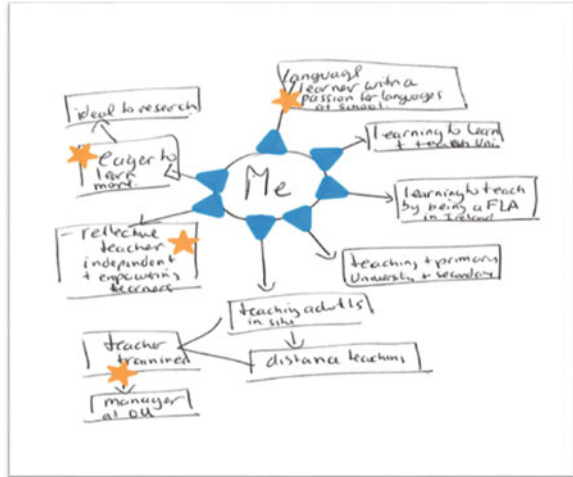 language
learner with a
passion for languages
at school.
ideal to research
eager to
learn
more.
Me
learning to learn
+ teach Uni.
learning to teach
by being a FLA
in Ireland
- reflective
teacher
independent
+ empowering
learners
teaching + primary
University + secondary
teaching adults
in situ
teacher
trainined
distance teaching
manager
at OU